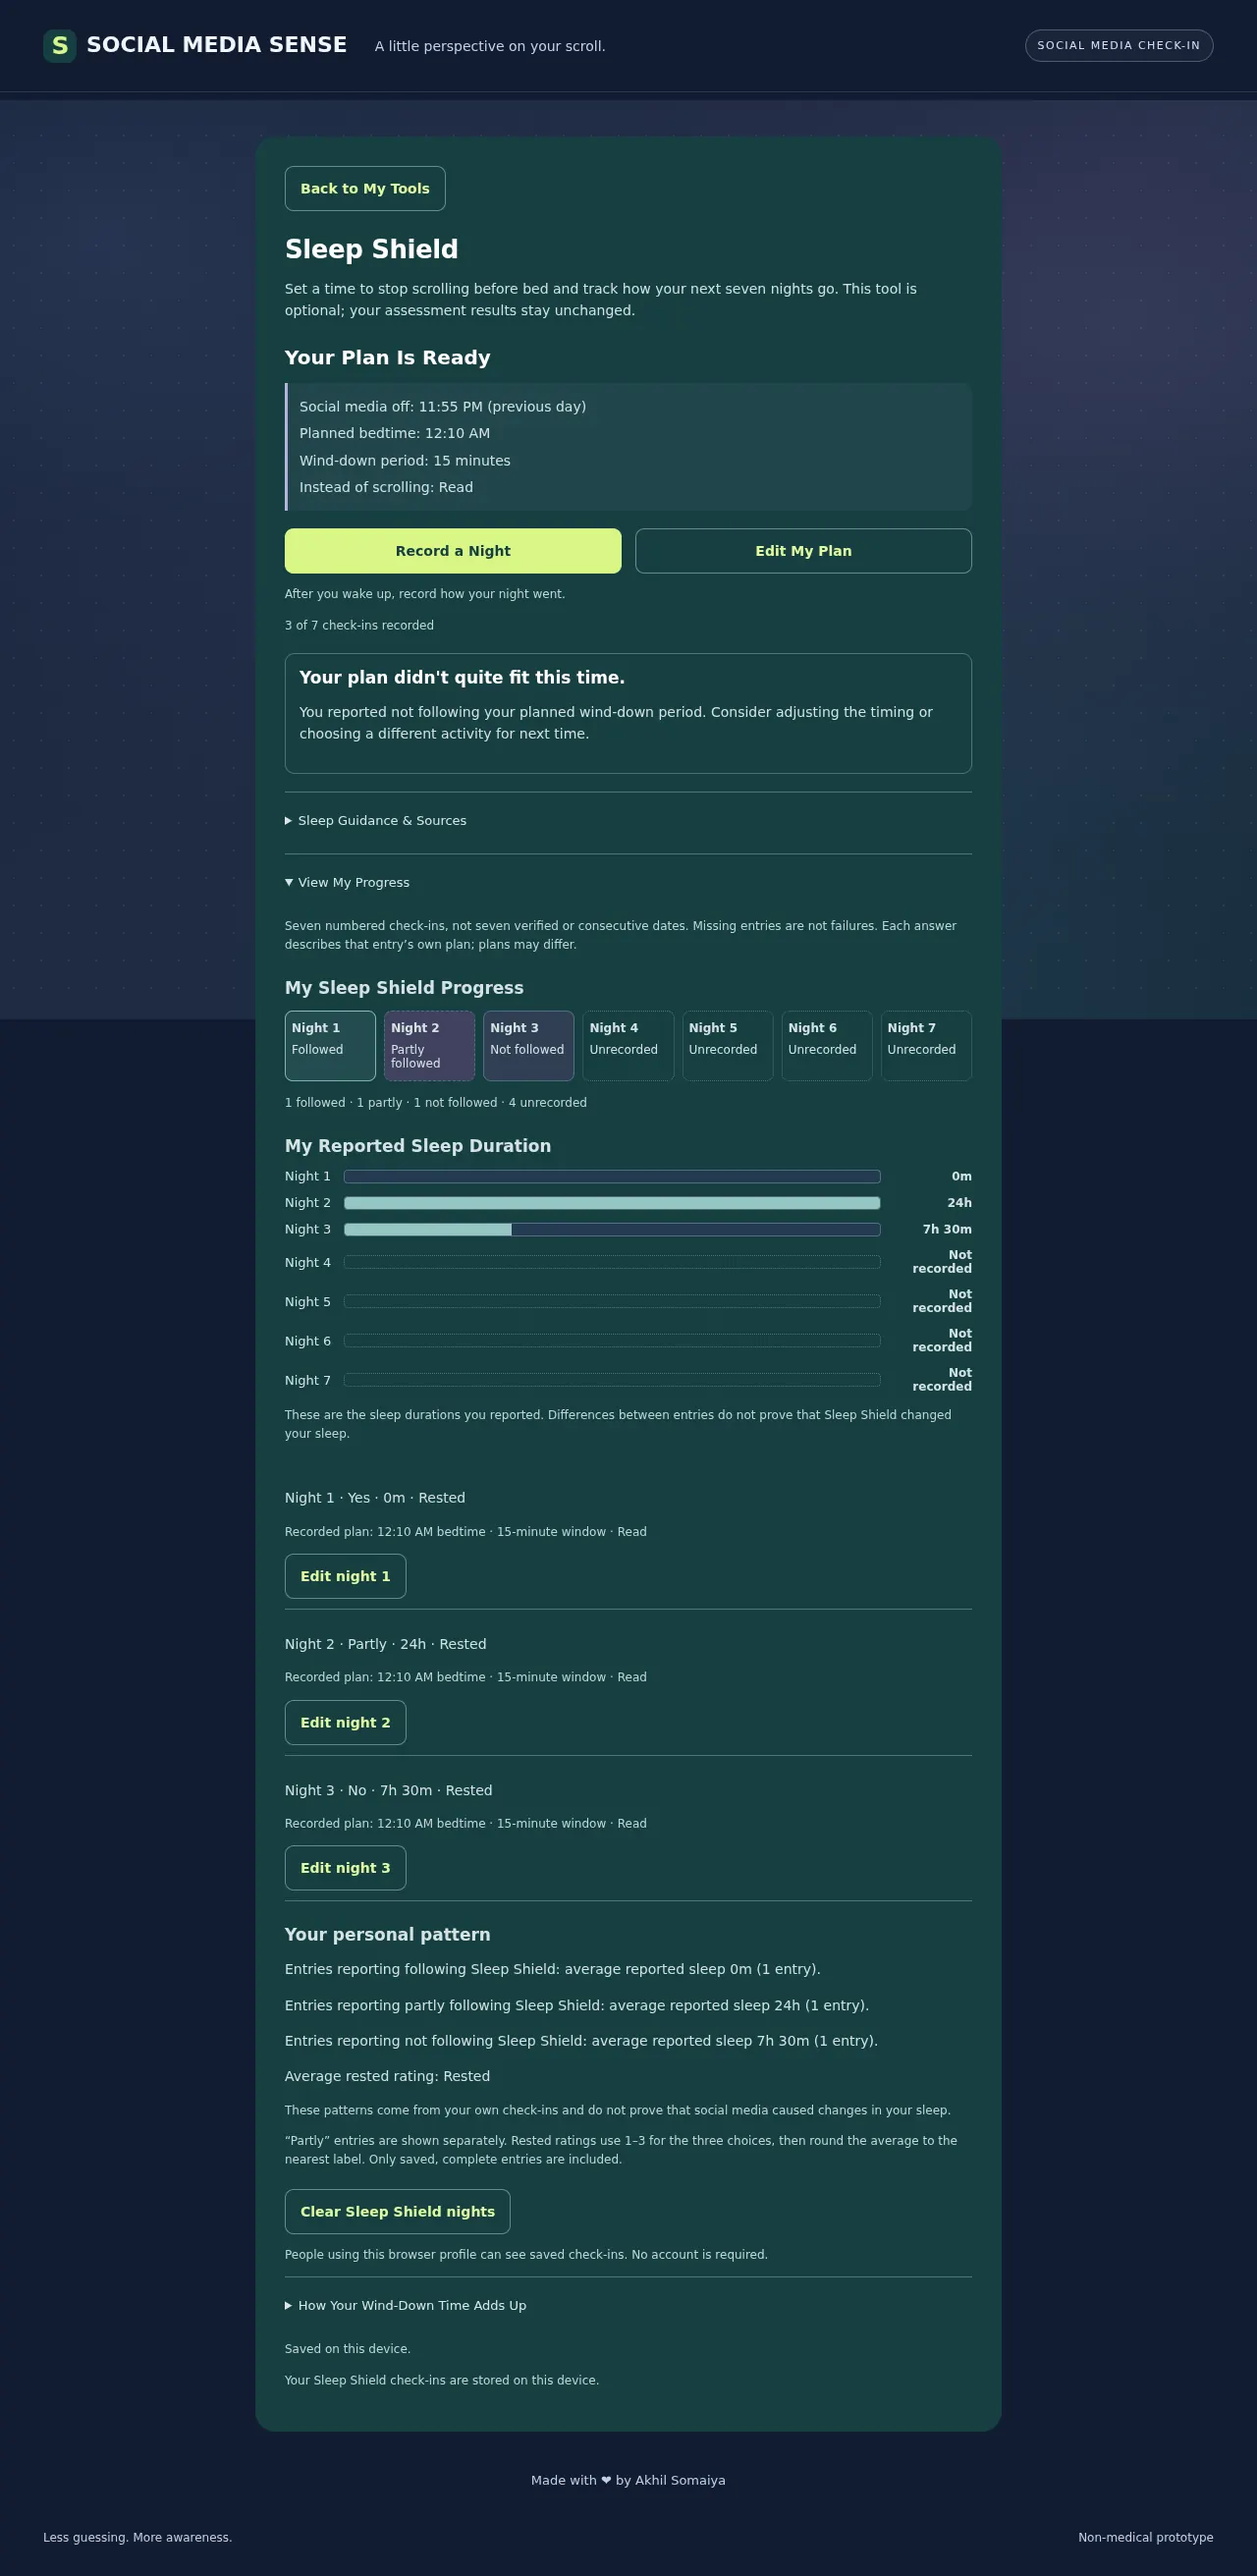 S SOCIAL MEDIA SENSE A little perspective on your scroll. SOCIAL MEDIA CHECK-IN
Back to My Tools
Sleep Shield
Set a time to stop scrolling before bed and track how your next seven nights go. This tool is
optional; your assessment results stay unchanged.
Your Plan Is Ready
Social media off: 11:55 PM (previous day)
Planned bedtime: 12:10 AM
Wind-down period: 15 minutes
Instead of scrolling: Read
Record a Night Edit My Plan
After you wake up, record how your night went.
3 of 7 check-ins recorded
Your plan didn't quite fit this time.
You reported not following your planned wind-down period. Consider adjusting the timing or
choosing a different activity for next time.
▶ Sleep Guidance & Sources
▼ View My Progress
Seven numbered check-ins, not seven verified or consecutive dates. Missing entries are not failures. Each answer
describes that entry’s own plan; plans may differ.
My Sleep Shield Progress
Night 1 Night 2 Night 3 Night 4 Night 5 Night 6 Night 7
Followed Partly followed Not followed Unrecorded Unrecorded Unrecorded Unrecorded
1 followed · 1 partly · 1 not followed · 4 unrecorded
My Reported Sleep Duration
Night 1 0m
Night 2 24h
Night 3 7h 30m
Night 4 Not recorded
Night 5 Not recorded
Night 6 Not recorded
Night 7 Not recorded
These are the sleep durations you reported. Differences between entries do not prove that Sleep Shield changed
your sleep.
Night 1 · Yes · 0m · Rested
Recorded plan: 12:10 AM bedtime · 15-minute window · Read
Edit night 1
Night 2 · Partly · 24h · Rested
Recorded plan: 12:10 AM bedtime · 15-minute window · Read
Edit night 2
Night 3 · No · 7h 30m · Rested
Recorded plan: 12:10 AM bedtime · 15-minute window · Read
Edit night 3
Your personal pattern
Entries reporting following Sleep Shield: average reported sleep 0m (1 entry).
Entries reporting partly following Sleep Shield: average reported sleep 24h (1 entry).
Entries reporting not following Sleep Shield: average reported sleep 7h 30m (1 entry).
Average rested rating: Rested
These patterns come from your own check-ins and do not prove that social media caused changes in your sleep.
“Partly” entries are shown separately. Rested ratings use 1–3 for the three choices, then round the average to the
nearest label. Only saved, complete entries are included.
Clear Sleep Shield nights
People using this browser profile can see saved check-ins. No account is required.
▶ How Your Wind-Down Time Adds Up
Saved on this device.
Your Sleep Shield check-ins are stored on this device.
Made with ❤ by Akhil Somaiya
Less guessing. More awareness. Non-medical prototype